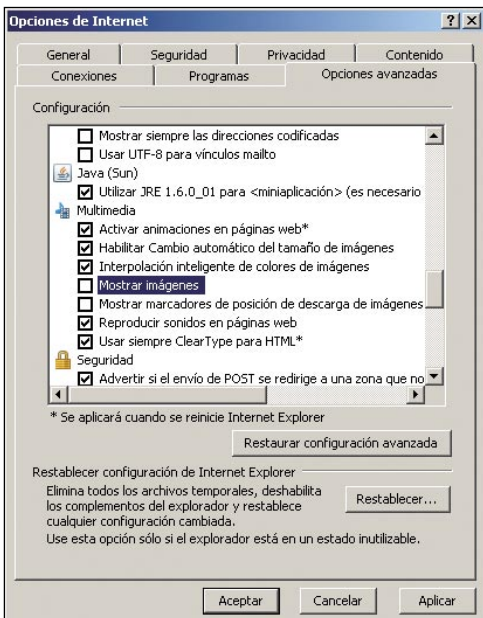 Opciones de Internet
General Seguridad Privacidad Contenido
Conexiones Programas Opciones avanzadas
Configuración
Mostrar siempre las direcciones codificadas
Usar UTF-8 para vínculos mailto
Java (Sun)
Utilizar JRE 1.6.0_01 para <miniaplicación> (es necesario
Multimedia
Activar animaciones en páginas web*
Habilitar Cambio automático del tamaño de imágenes
Interpolación inteligente de colores de imágenes
Mostrar imágenes
Mostrar marcadores de posición de descarga de imágenes
Reproducir sonidos en páginas web
Usar siempre ClearType para HTML*
Seguridad
Advertir si el envío de POST se redirige a una zona que no
* Se aplicará cuando se reinicie Internet Explorer
Restaurar configuración avanzada
Restablecer configuración de Internet Explorer
Elimina todos los archivos temporales, deshabilita
los complementos del explorador y restablece
cualquier configuración cambiada.
Restablecer...
Use esta opción sólo si el explorador está en un estado inutilizable.
Aceptar Cancelar Aplicar